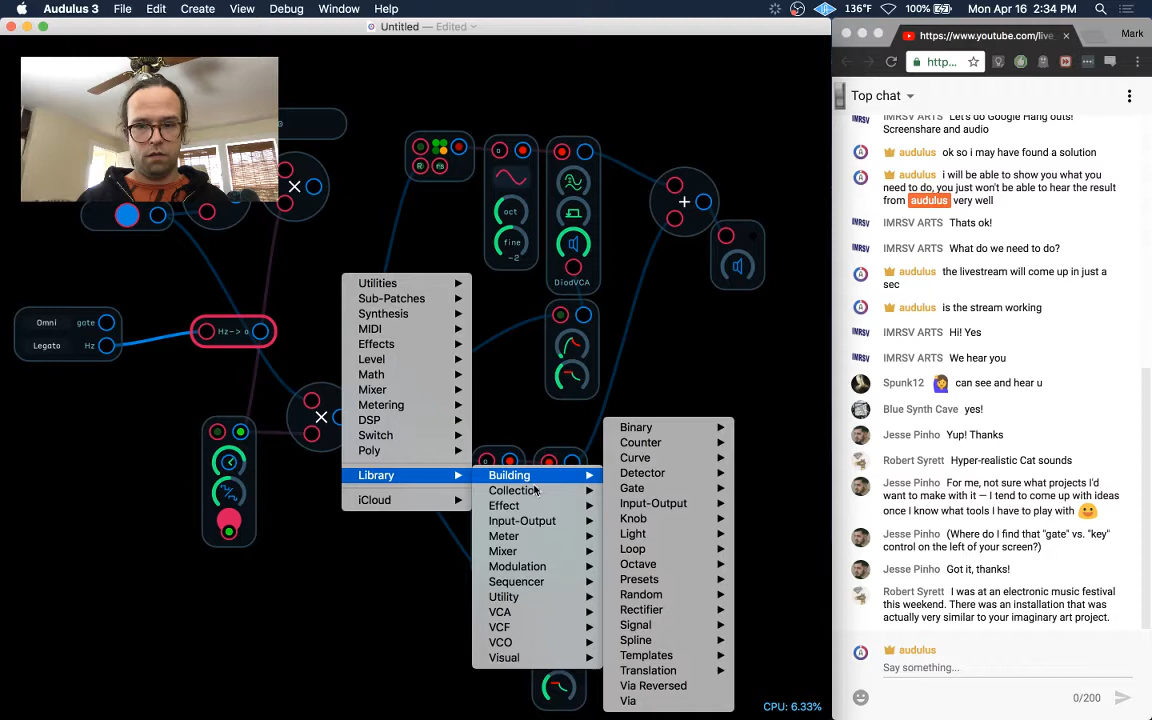 Audulus 3 File Edit Create View Debug Window Help
136°F 100% Mon Apr 16 2:34 PM
Untitled — Edited
https://www.youtube.com/live_
Mark
http...
Top chat
oct
fine
-2
DiodVCA
Omni gate
Legato Hz
Hz-> o
×
×
+
Utilities
Sub-Patches
Synthesis
MIDI
Effects
Level
Math
Mixer
Metering
DSP
Switch
Poly
Library
iCloud
Building
Collection
Effect
Input-Output
Meter
Mixer
Modulation
Sequencer
Utility
VCA
VCF
VCO
Visual
Binary
Counter
Curve
Detector
Gate
Input-Output
Knob
Light
Loop
Octave
Presets
Random
Rectifier
Signal
Spline
Templates
Translation
Via Reversed
Via
CPU: 6.33%
IMRSV ARTS Let's do Google Hang outs!
Screenshare and audio
audulus ok so i may have found a solution
audulus i will be able to show you what you
need to do, you just won't be able to hear the result
from audulus very well
IMRSV ARTS Thats ok!
IMRSV ARTS What do we need to do?
audulus the livestream will come up in just a
sec
audulus is the stream working
IMRSV ARTS Hi! Yes
IMRSV ARTS We hear you
Spunk12 can see and hear u
Blue Synth Cave yes!
Jesse Pinho Yup! Thanks
Robert Syrett Hyper-realistic Cat sounds
Jesse Pinho For me, not sure what projects I'd
want to make with it — I tend to come up with ideas
once I know what tools I have to play with
Jesse Pinho (Where do I find that "gate" vs. "key"
control on the left of your screen?)
Jesse Pinho Got it, thanks!
Robert Syrett I was at an electronic music festival
this weekend. There was an installation that was
actually very similar to your imaginary art project.
audulus
Say something...
0/200